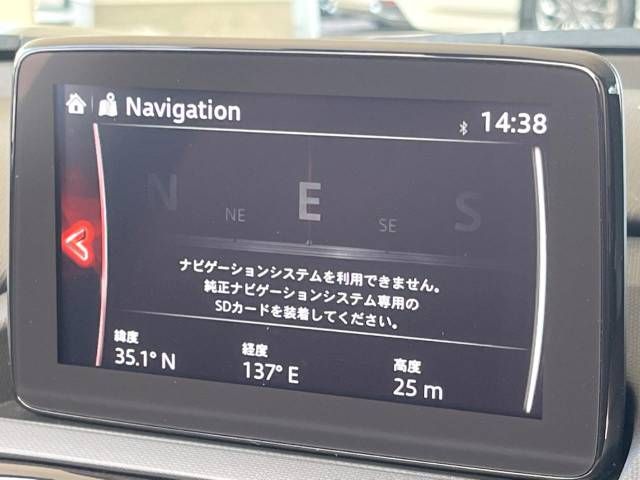 Navigation
14:38
N NE E SE S
ナビゲーションシステムを利用できません。
純正ナビゲーションシステム専用の
SDカードを装着してください。
緯度 経度 高度
35.1° N 137° E 25 m